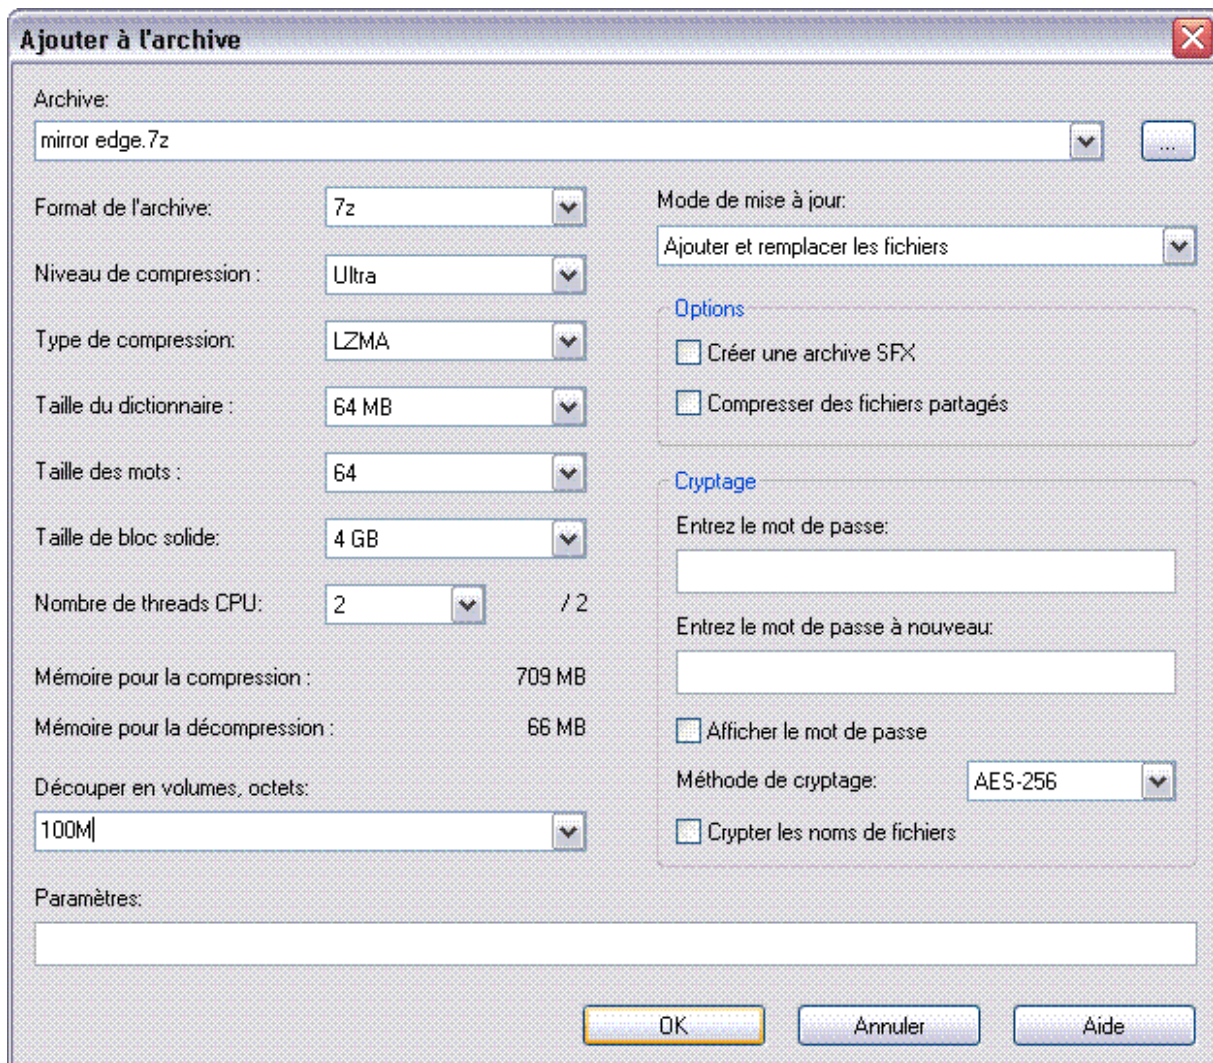 Ajouter à l'archive
Archive:
mirror edge.7z
...
Format de l'archive:
7z
Niveau de compression :
Ultra
Type de compression:
LZMA
Taille du dictionnaire :
64 MB
Taille des mots :
64
Taille de bloc solide:
4 GB
Nombre de threads CPU:
2
/ 2
Mémoire pour la compression :
709 MB
Mémoire pour la décompression :
66 MB
Découper en volumes, octets:
100M
Mode de mise à jour:
Ajouter et remplacer les fichiers
Options
Créer une archive SFX
Compresser des fichiers partagés
Cryptage
Entrez le mot de passe:
Entrez le mot de passe à nouveau:
Afficher le mot de passe
Méthode de cryptage:
AES-256
Crypter les noms de fichiers
Paramètres:
OK
Annuler
Aide